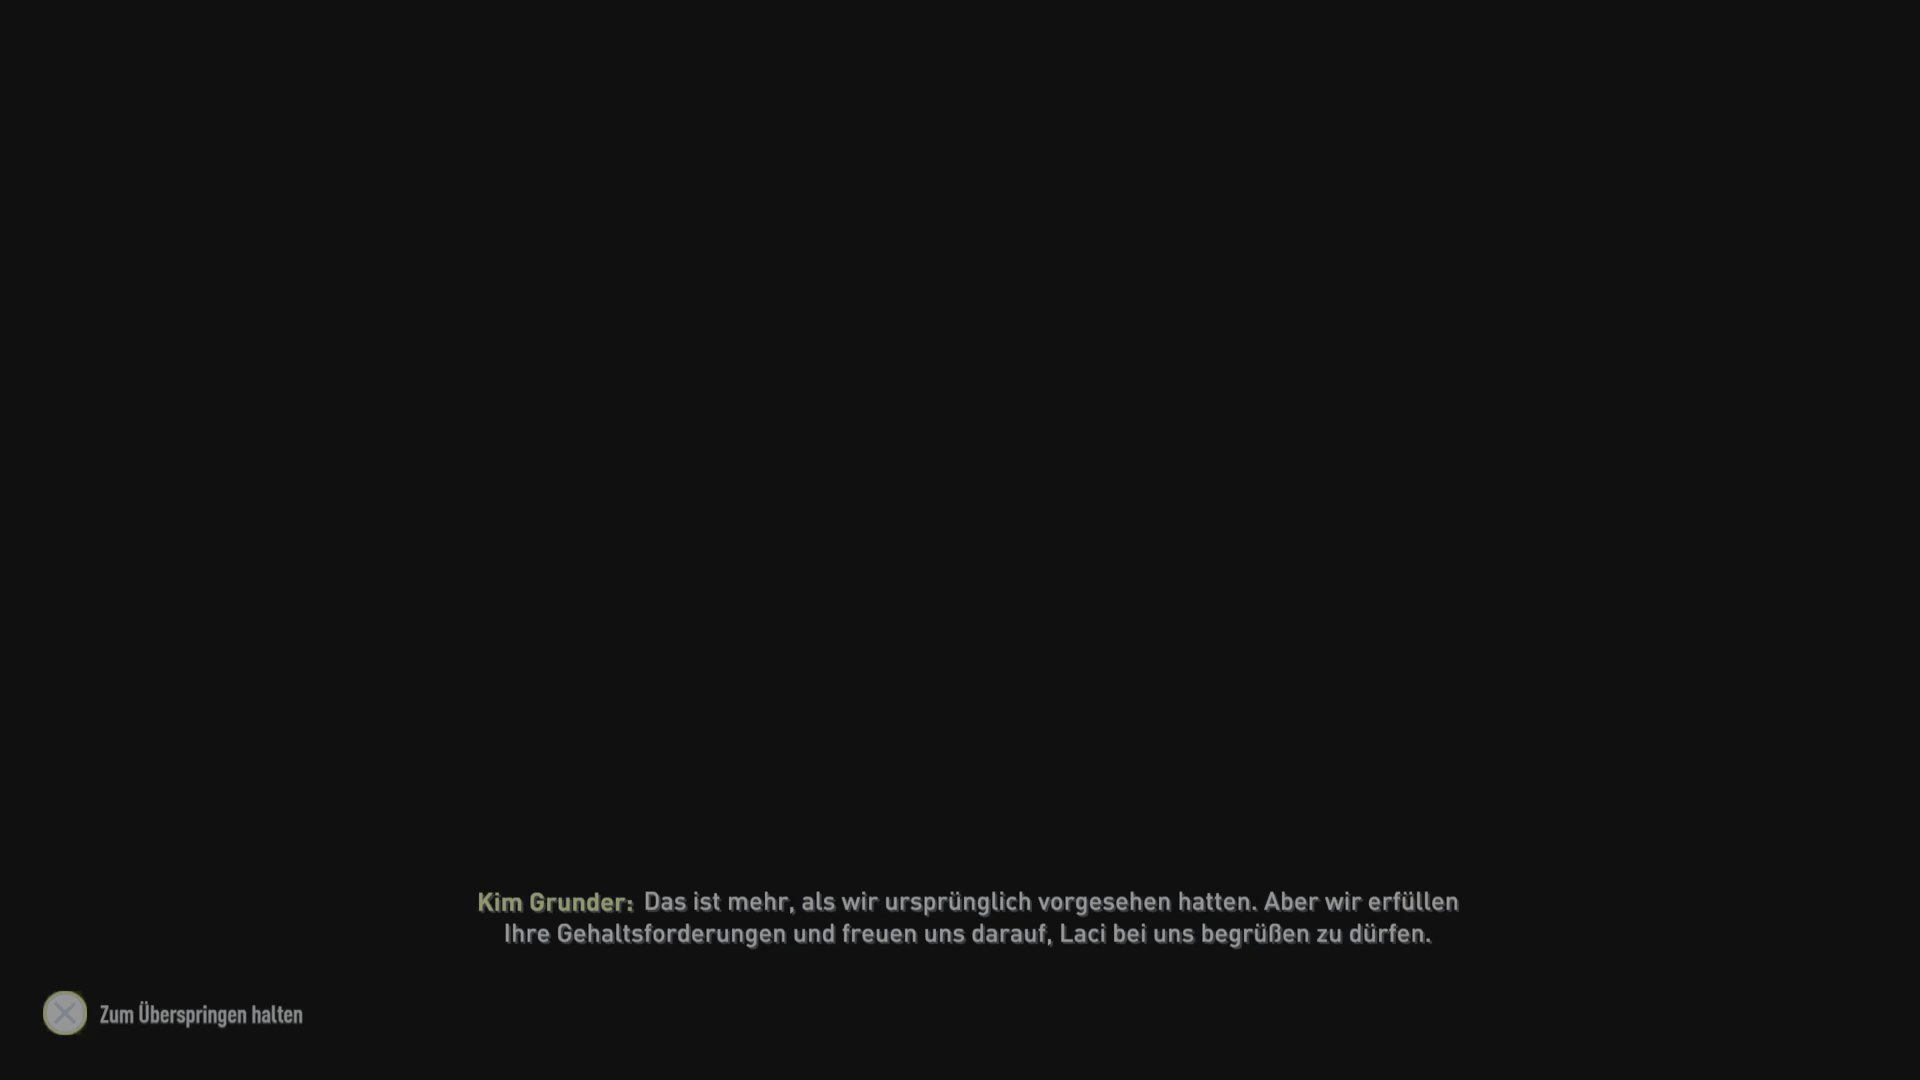 Kim Grunder: Das ist mehr, als wir ursprünglich vorgesehen hatten. Aber wir erfüllen
Ihre Gehaltsforderungen und freuen uns darauf, Laci bei uns begrüßen zu dürfen.
Zum Überspringen halten